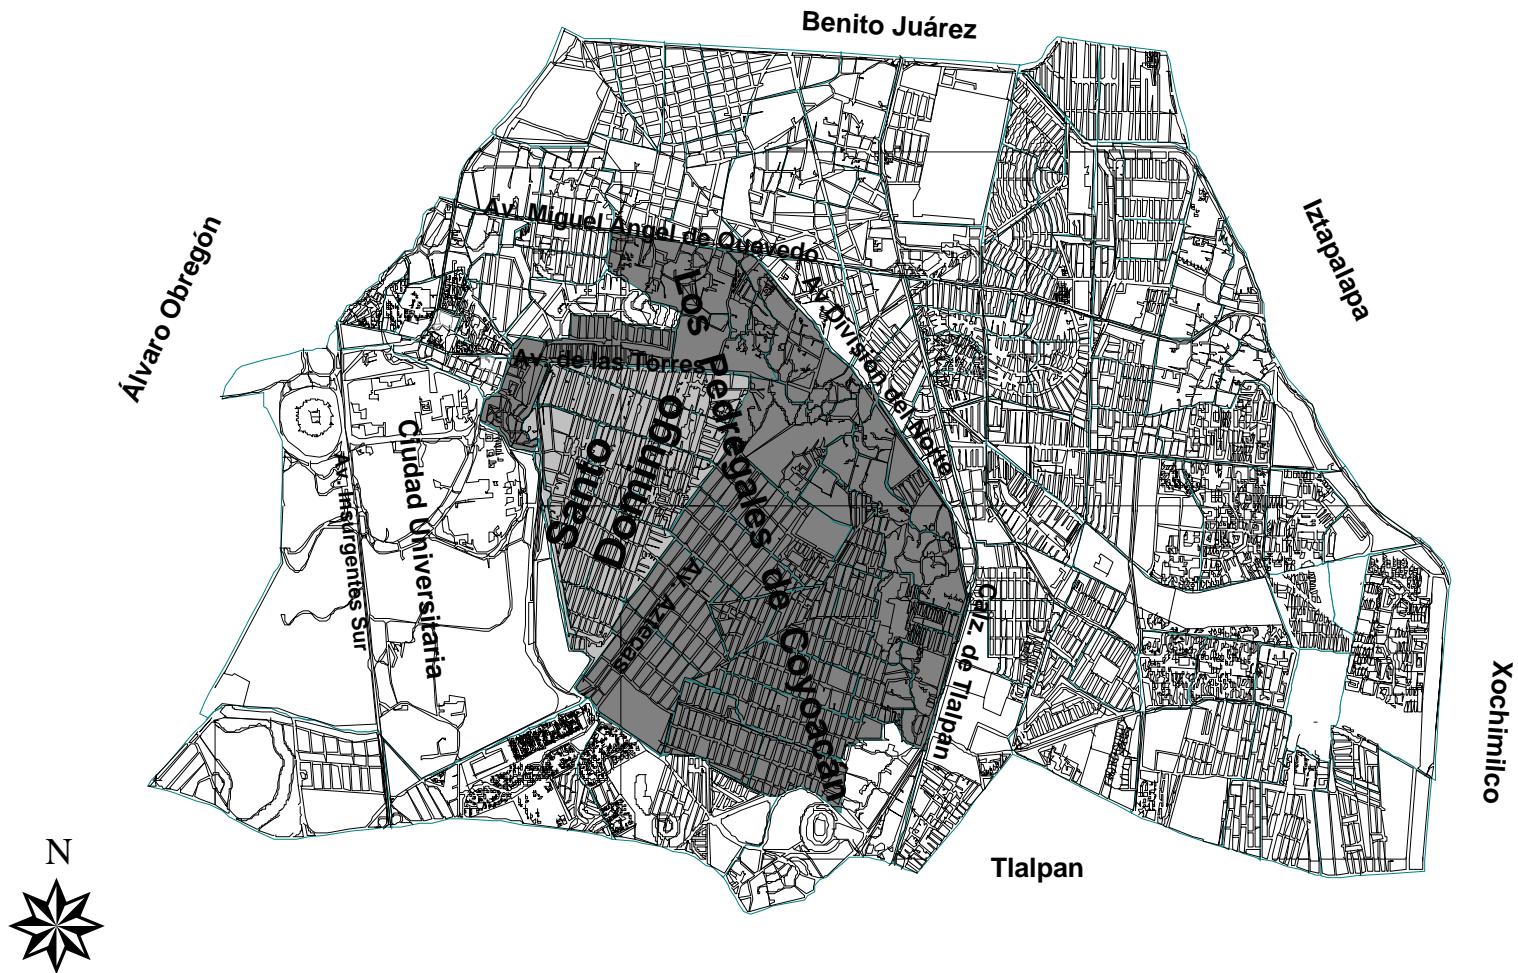 Benito Juárez
Álvaro Obregón
Iztapalapa
Av. Miguel Ángel de Quevedo
Av. División del Norte
Los Pedregales de Coyoacán
Av. de las Torres
Santo
Domingo
Ciudad Universitaria
Av. Insurgentes Sur
Av. Aztecas
Calz. de Tlalpan
Xochimilco
Tlalpan
N